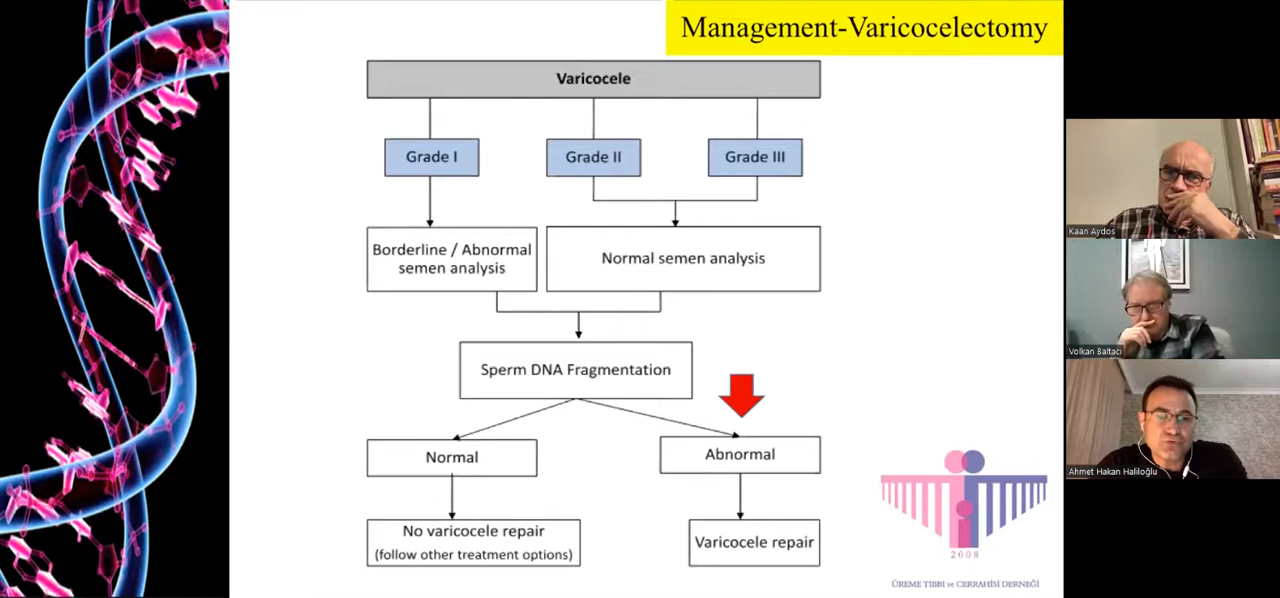 Management-Varicocelectomy
Varicocele
Grade I
Grade II
Grade III
Borderline / Abnormal
semen analysis
Normal semen analysis
Sperm DNA Fragmentation
Normal
Abnormal
No varicocele repair
(follow other treatment options)
Varicocele repair
2008
ÜREME TIBBI ve CERRAHİSİ DERNEĞİ
Kaan Aydos
Volkan Baltacı
Ahmet Hakan Haliloğlu